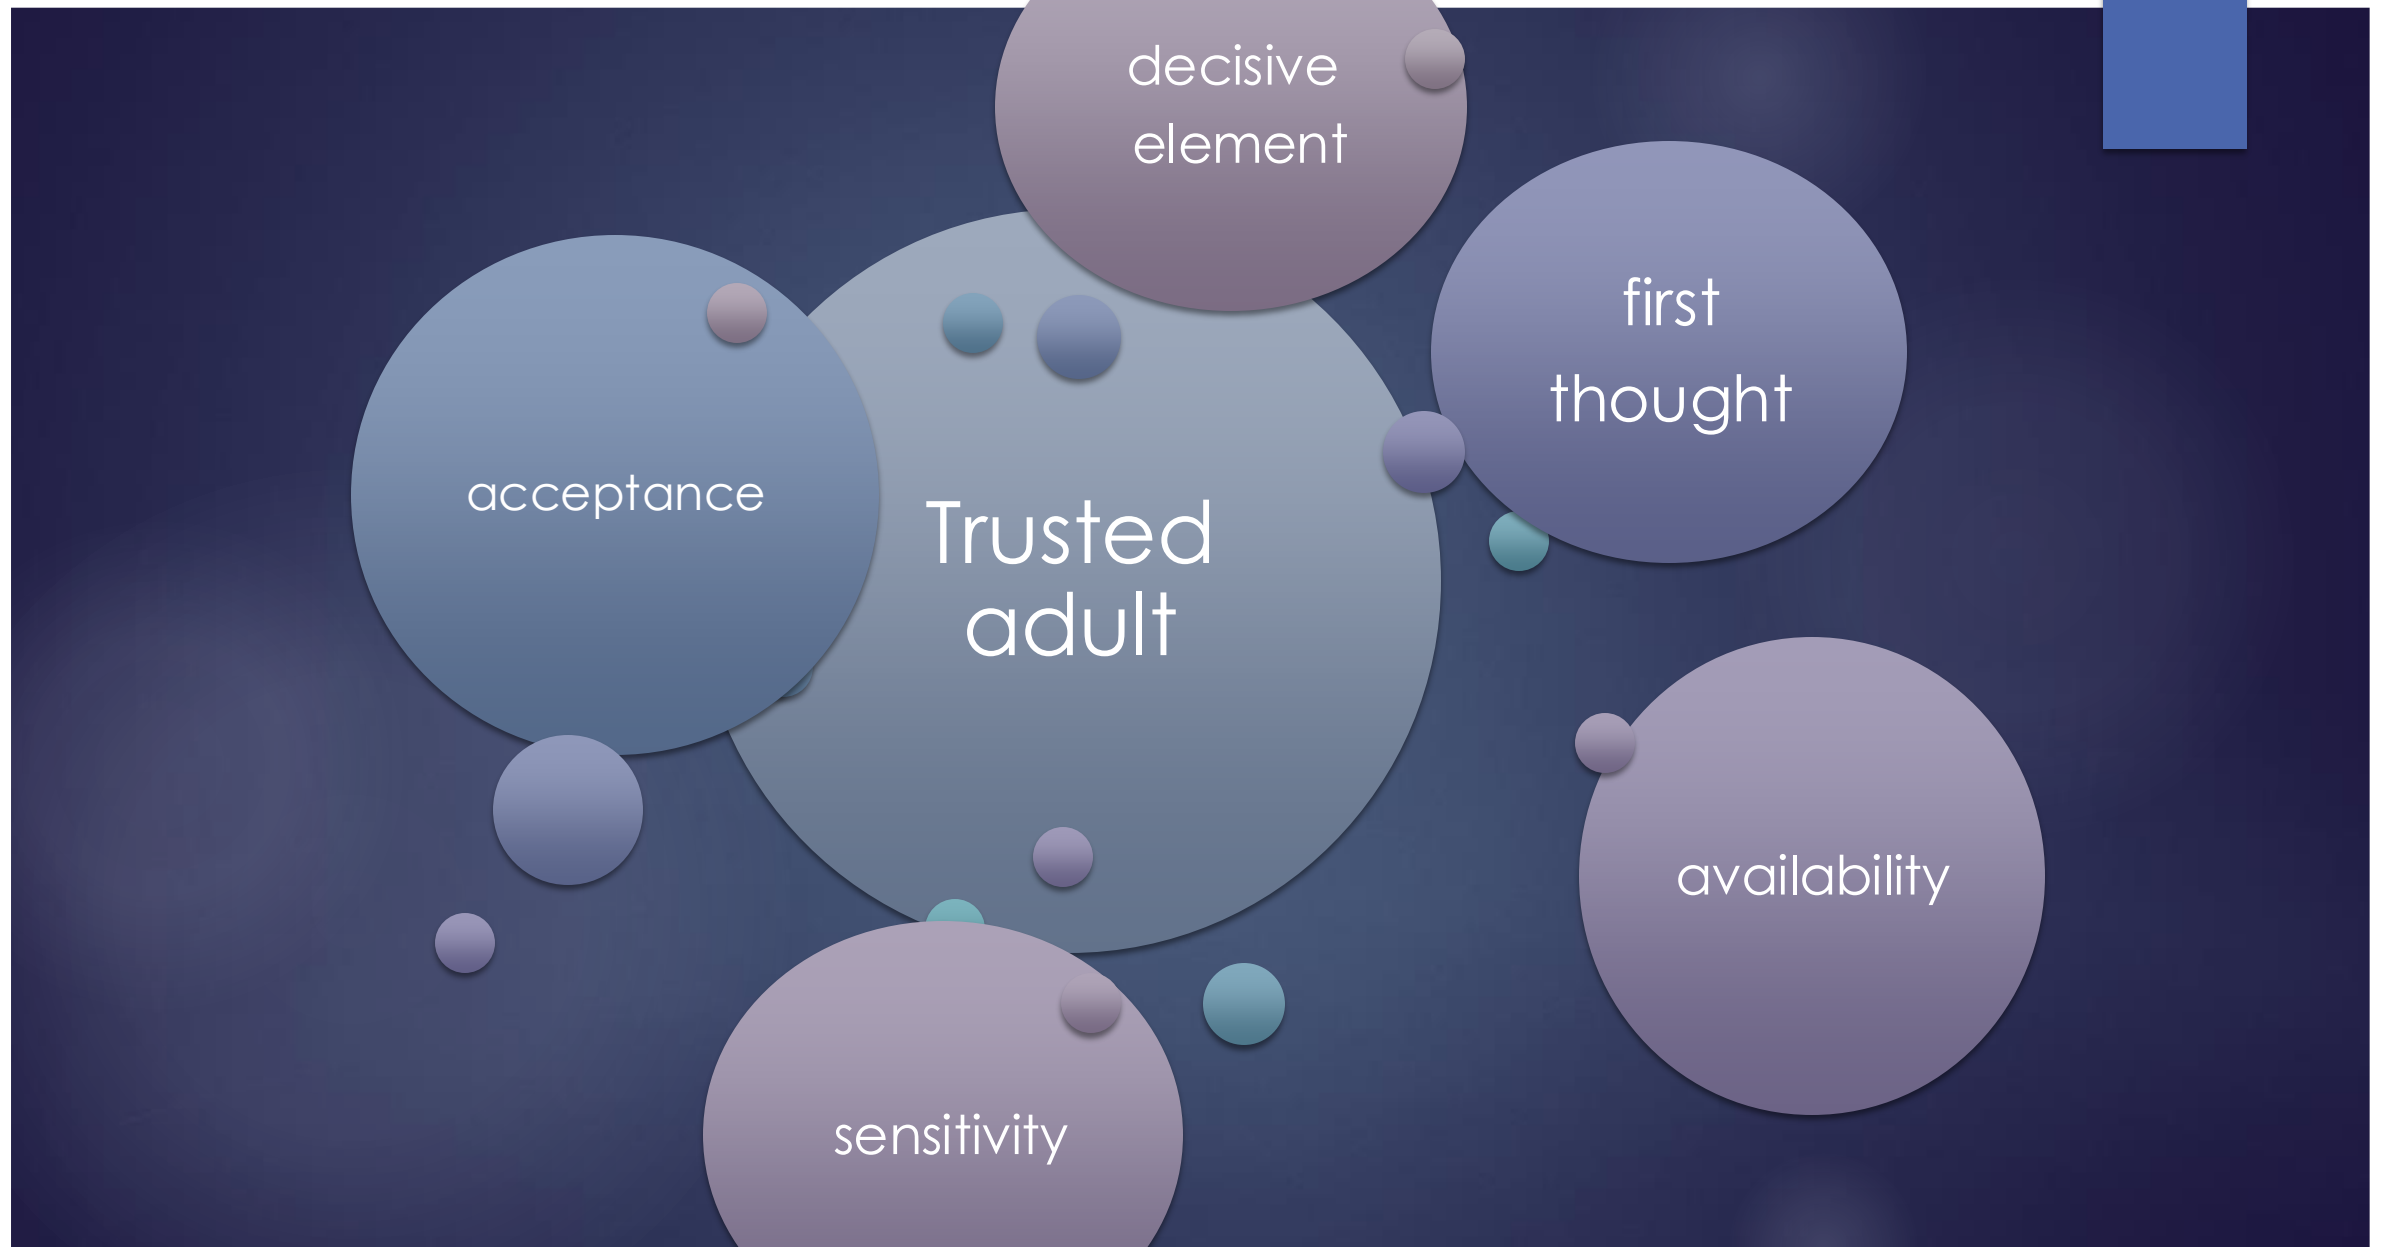 decisive
element
first
thought
acceptance
Trusted
adult
availability
sensitivity